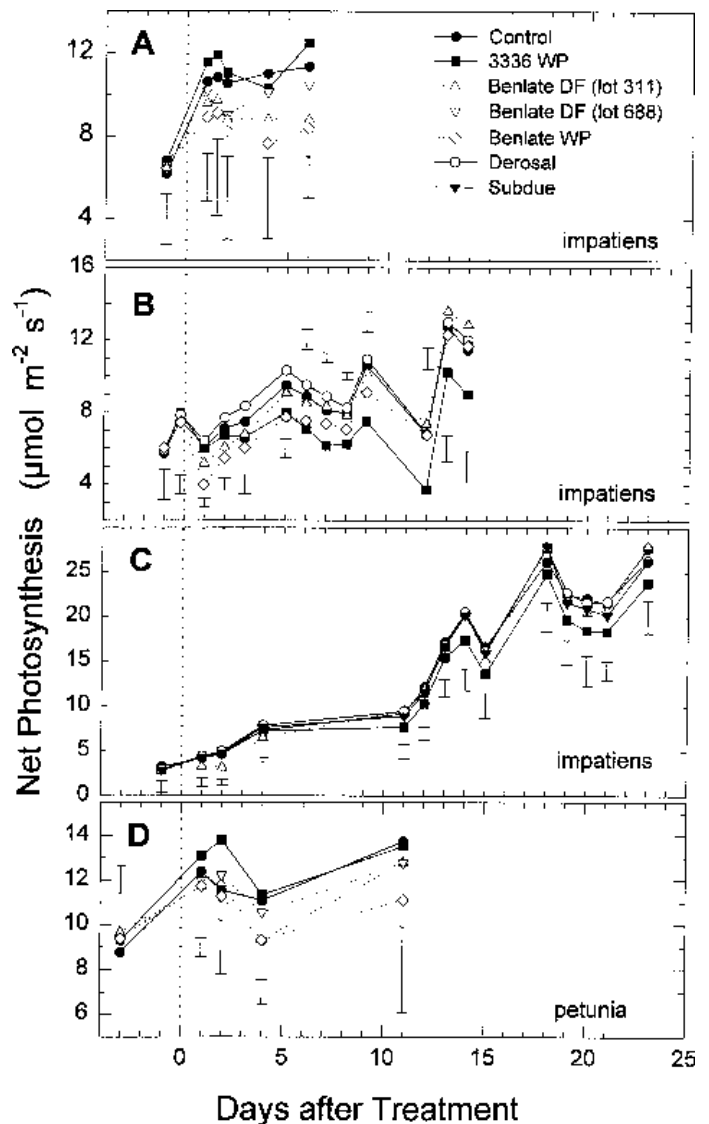 A
12
8
4
Control
3336 WP
Benlate DF (lot 311)
Benlate DF (lot 688)
Benlate WP
Derosal
Subdue
impatiens
B
16
12
8
4
impatiens
C
25
20
15
10
5
0
impatiens
D
14
12
10
8
6
petunia
0 5 10 15 20 25
Net Photosynthesis (µmol m⁻² s⁻¹)
Days after Treatment